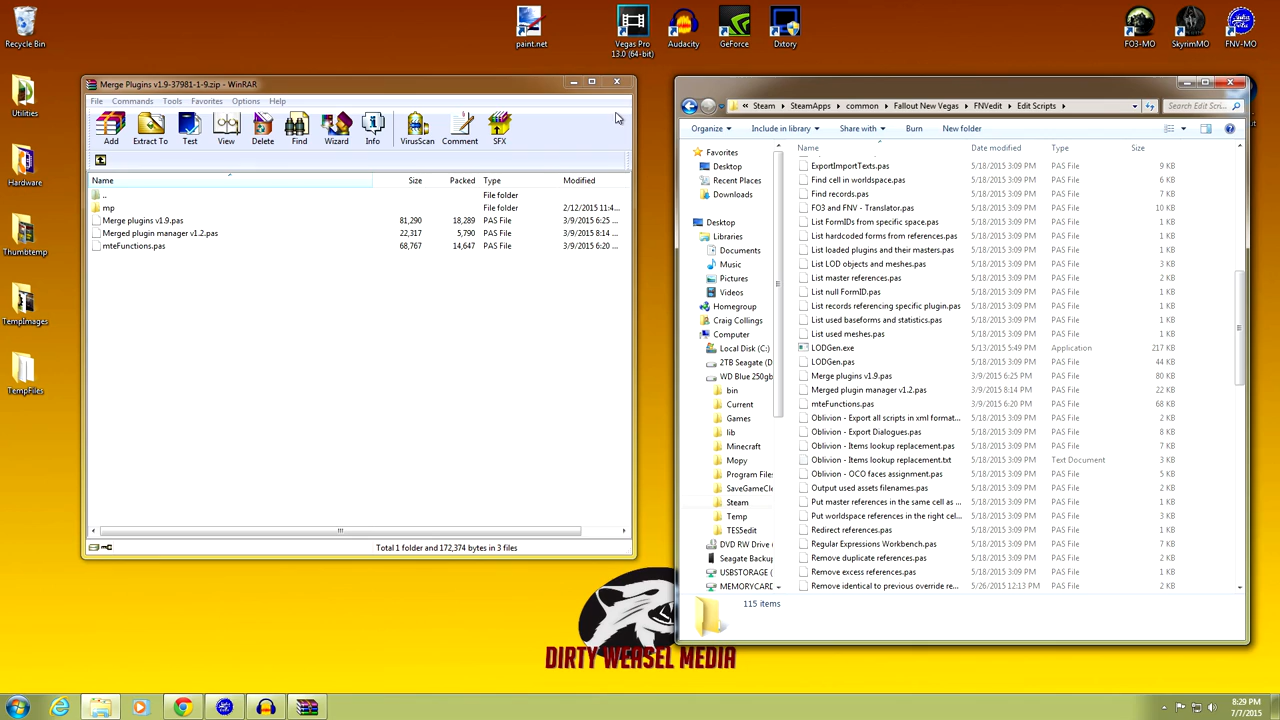 Recycle Bin
Utilities
Hardware
Thumbtemp
TempImages
TempFiles
paint.net
Vegas Pro
13.0 (64-bit)
Audacity
GeForce
Dxtory
FO3-MO
SkyrimMO
FNV-MO
Merge Plugins v1.9-37981-1-9.zip - WinRAR
File Commands Tools Favorites Options Help
Add Extract To Test View Delete Find Wizard Info VirusScan Comment SFX
Name Size Packed Type Modified
.. File folder
mp File folder 2/12/2015 11:4...
Merge plugins v1.9.pas 81,290 18,289 PAS File 3/9/2015 6:25 ...
Merged plugin manager v1.2.pas 22,317 5,790 PAS File 3/9/2015 8:14 ...
mteFunctions.pas 68,767 14,647 PAS File 3/9/2015 6:20 ...
Total 1 folder and 172,374 bytes in 3 files
« Steam SteamApps common Fallout New Vegas FNVedit Edit Scripts
Search Edit Scri...
Organize Include in library Share with Burn New folder
Favorites
Desktop
Recent Places
Downloads
Desktop
Libraries
Documents
Music
Pictures
Videos
Homegroup
Craig Collings
Computer
Local Disk (C:)
2TB Seagate (D
WD Blue 250gb
bin
Current
Games
lib
Minecraft
Mopy
Program Files
SaveGameCle
Steam
Temp
TES5edit
DVD RW Drive (
Seagate Backup
USBSTORAGE (
MEMORYCARD
Name Date modified Type Size
ExportImportTexts.pas 5/18/2015 3:09 PM PAS File 9 KB
Find cell in worldspace.pas 5/18/2015 3:09 PM PAS File 6 KB
Find records.pas 5/18/2015 3:09 PM PAS File 7 KB
FO3 and FNV - Translator.pas 5/18/2015 3:09 PM PAS File 10 KB
List FormIDs from specific space.pas 5/18/2015 3:09 PM PAS File 1 KB
List hardcoded forms from references.pas 5/18/2015 3:09 PM PAS File 1 KB
List loaded plugins and their masters.pas 5/18/2015 3:09 PM PAS File 1 KB
List LOD objects and meshes.pas 5/18/2015 3:09 PM PAS File 3 KB
List master references.pas 5/18/2015 3:09 PM PAS File 2 KB
List null FormID.pas 5/18/2015 3:09 PM PAS File 1 KB
List records referencing specific plugin.pas 5/18/2015 3:09 PM PAS File 1 KB
List used baseforms and statistics.pas 5/18/2015 3:09 PM PAS File 2 KB
List used meshes.pas 5/18/2015 3:09 PM PAS File 1 KB
LODGen.exe 5/13/2015 5:49 PM Application 217 KB
LODGen.pas 5/18/2015 3:09 PM PAS File 44 KB
Merge plugins v1.9.pas 3/9/2015 6:25 PM PAS File 80 KB
Merged plugin manager v1.2.pas 3/9/2015 8:14 PM PAS File 22 KB
mteFunctions.pas 3/9/2015 6:20 PM PAS File 68 KB
Oblivion - Export all scripts in xml format... 5/18/2015 3:09 PM PAS File 2 KB
Oblivion - Export Dialogues.pas 5/18/2015 3:09 PM PAS File 8 KB
Oblivion - Items lookup replacement.pas 5/18/2015 3:09 PM PAS File 7 KB
Oblivion - Items lookup replacement.txt 5/18/2015 3:09 PM Text Document 3 KB
Oblivion - OCO faces assignment.pas 5/18/2015 3:09 PM PAS File 5 KB
Output used assets filenames.pas 5/18/2015 3:09 PM PAS File 2 KB
Put master references in the same cell as ... 5/18/2015 3:09 PM PAS File 2 KB
Put worldspace references in the right cel... 5/18/2015 3:09 PM PAS File 2 KB
Redirect references.pas 5/18/2015 3:09 PM PAS File 1 KB
Regular Expressions Workbench.pas 5/18/2015 3:09 PM PAS File 7 KB
Remove duplicate references.pas 5/18/2015 3:09 PM PAS File 2 KB
Remove excess references.pas 5/18/2015 3:09 PM PAS File 1 KB
Remove identical to previous override re... 5/26/2015 12:13 PM PAS File 2 KB
115 items
DIRTY WEASEL MEDIA
8:29 PM
7/7/2015